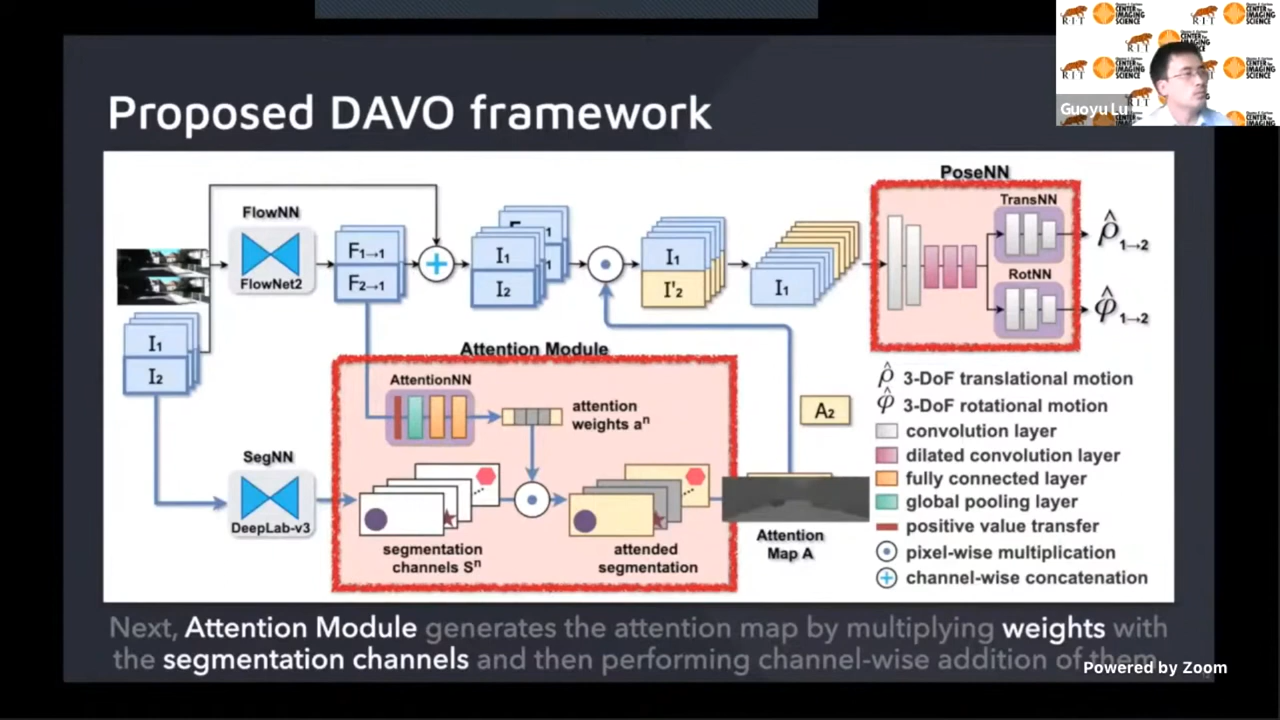 Proposed DAVO framework
Guoyu Lu
RIT
CENTER for IMAGING SCIENCE
PoseNN
FlowNN
FlowNet2
F1→1
F2→1
I1
I2
I1
I'2
I1
TransNN
RotNN
ρ̂1→2
φ̂1→2
I1
I2
Attention Module
AttentionNN
attention
weights aⁿ
A2
SegNN
DeepLab-v3
segmentation
channels Sⁿ
attended
segmentation
Attention
Map A
ρ̂ 3-DoF translational motion
φ̂ 3-DoF rotational motion
convolution layer
dilated convolution layer
fully connected layer
global pooling layer
positive value transfer
pixel-wise multiplication
channel-wise concatenation
Next, Attention Module generates the attention map by multiplying weights with
the segmentation channels and then performing channel-wise addition of them
Powered by Zoom